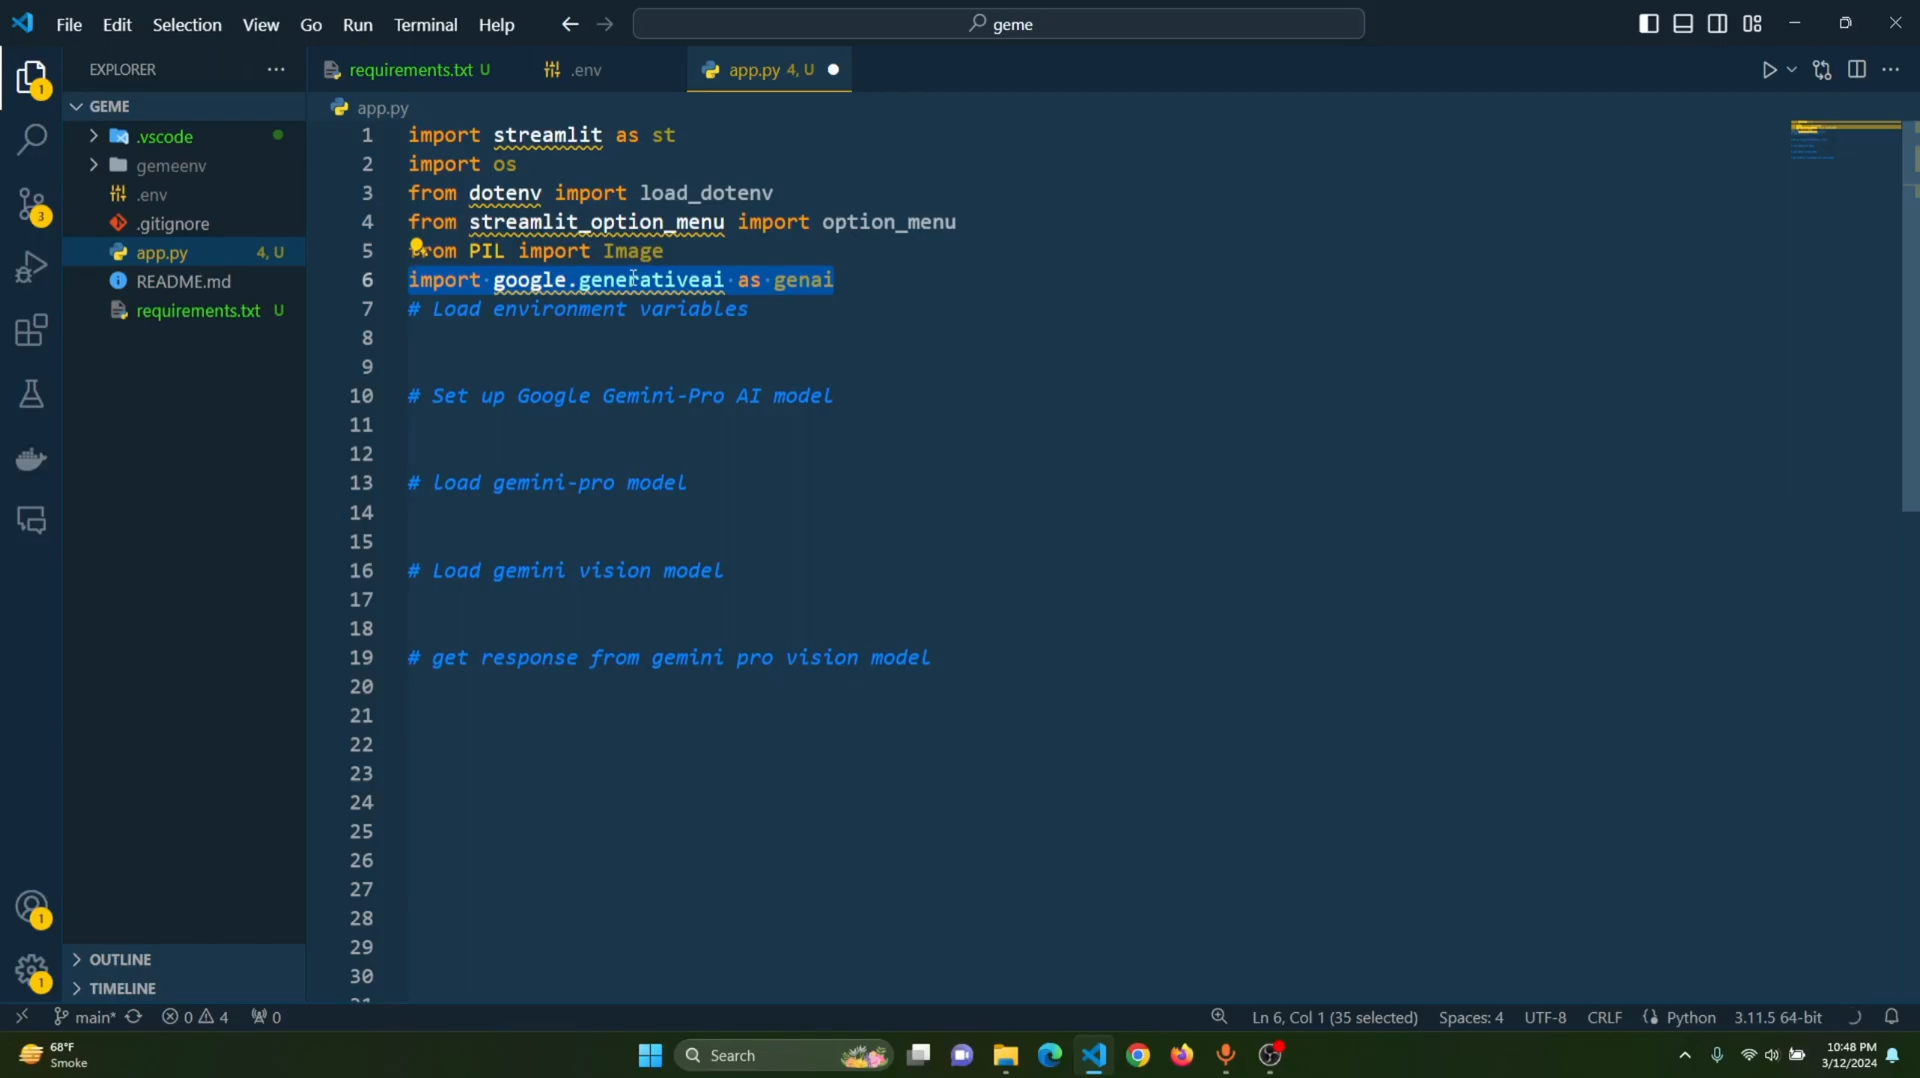 File Edit Selection View Go Run Terminal Help geme
EXPLORER
requirements.txt U
.env
app.py 4, U
GEME
.vscode
gemeenv
.env
.gitignore
app.py 4, U
README.md
requirements.txt U
OUTLINE
TIMELINE
1
3
1
1
app.py
1 import streamlit as st
2 import os
3 from dotenv import load_dotenv
4 from streamlit_option_menu import option_menu
5 from PIL import Image
6 import google.generativeai as genai
7 # Load environment variables
8
9
10 # Set up Google Gemini-Pro AI model
11
12
13 # load gemini-pro model
14
15
16 # Load gemini vision model
17
18
19 # get response from gemini pro vision model
20
21
22
23
24
25
26
27
28
29
30
main* 0 4 0 Ln 6, Col 1 (35 selected) Spaces: 4 UTF-8 CRLF Python 3.11.5 64-bit
68°F
Smoke
Search
10:48 PM
3/12/2024